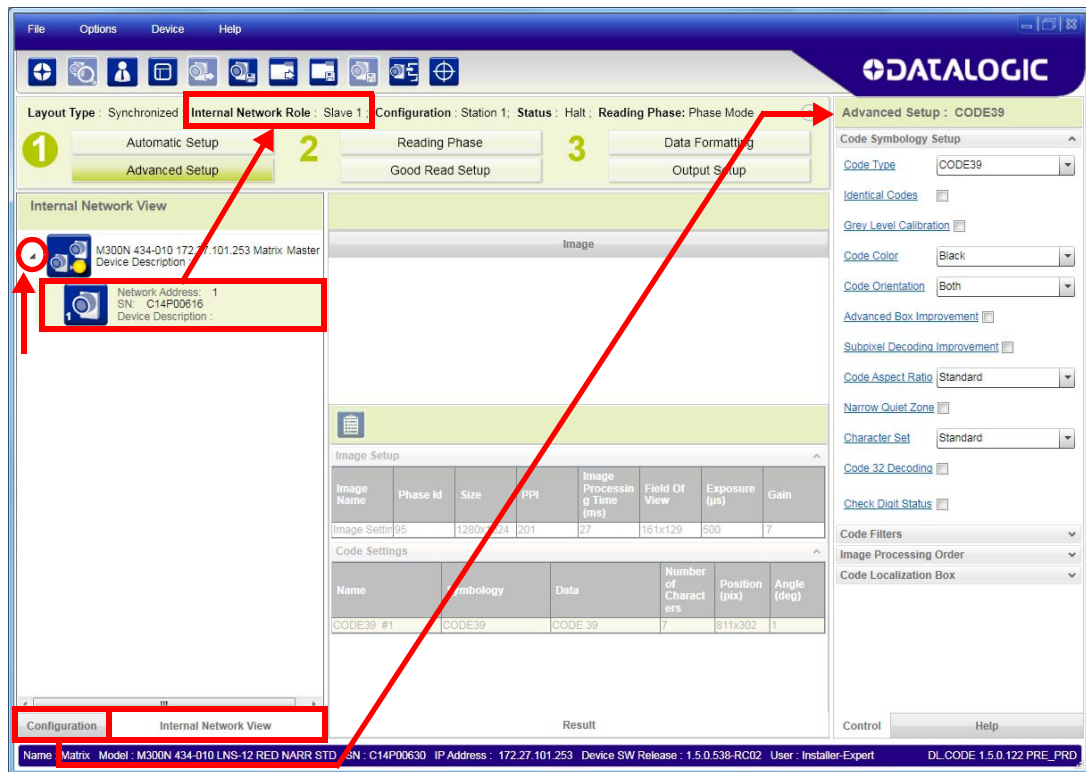 File Options Device Help
DATALOGIC
Layout Type : Synchronized Internal Network Role : Slave 1 ; Configuration : Station 1; Status : Halt ; Reading Phase: Phase Mode
1 Automatic Setup 2 Reading Phase 3 Data Formatting
Advanced Setup Good Read Setup Output Setup
Internal Network View
M300N 434-010 172.27.101.253 Matrix Master
Device Description :
Network Address: 1
SN: C14P00616
Device Description :
1
Image
Image Setup
Image Name Phase Id Size PPI Image Processing Time (ms) Field Of View Exposure (µs) Gain
Image Settin 95 1280x1024 201 27 161x129 500 7
Code Settings
Name Symbology Data Number of Characters Position (pix) Angle (deg)
CODE39 #1 CODE39 CODE 39 7 811x302 1
Advanced Setup : CODE39
Code Symbology Setup
Code Type CODE39
Identical Codes
Grey Level Calibration
Code Color Black
Code Orientation Both
Advanced Box Improvement
Subpixel Decoding Improvement
Code Aspect Ratio Standard
Narrow Quiet Zone
Character Set Standard
Code 32 Decoding
Check Digit Status
Code Filters
Image Processing Order
Code Localization Box
Configuration Internal Network View Result Control Help
Name : Matrix Model : M300N 434-010 LNS-12 RED NARR STD SN : C14P00630 IP Address : 172.27.101.253 Device SW Release : 1.5.0.538-RC02 User : Installer-Expert DL.CODE 1.5.0.122 PRE_PRD